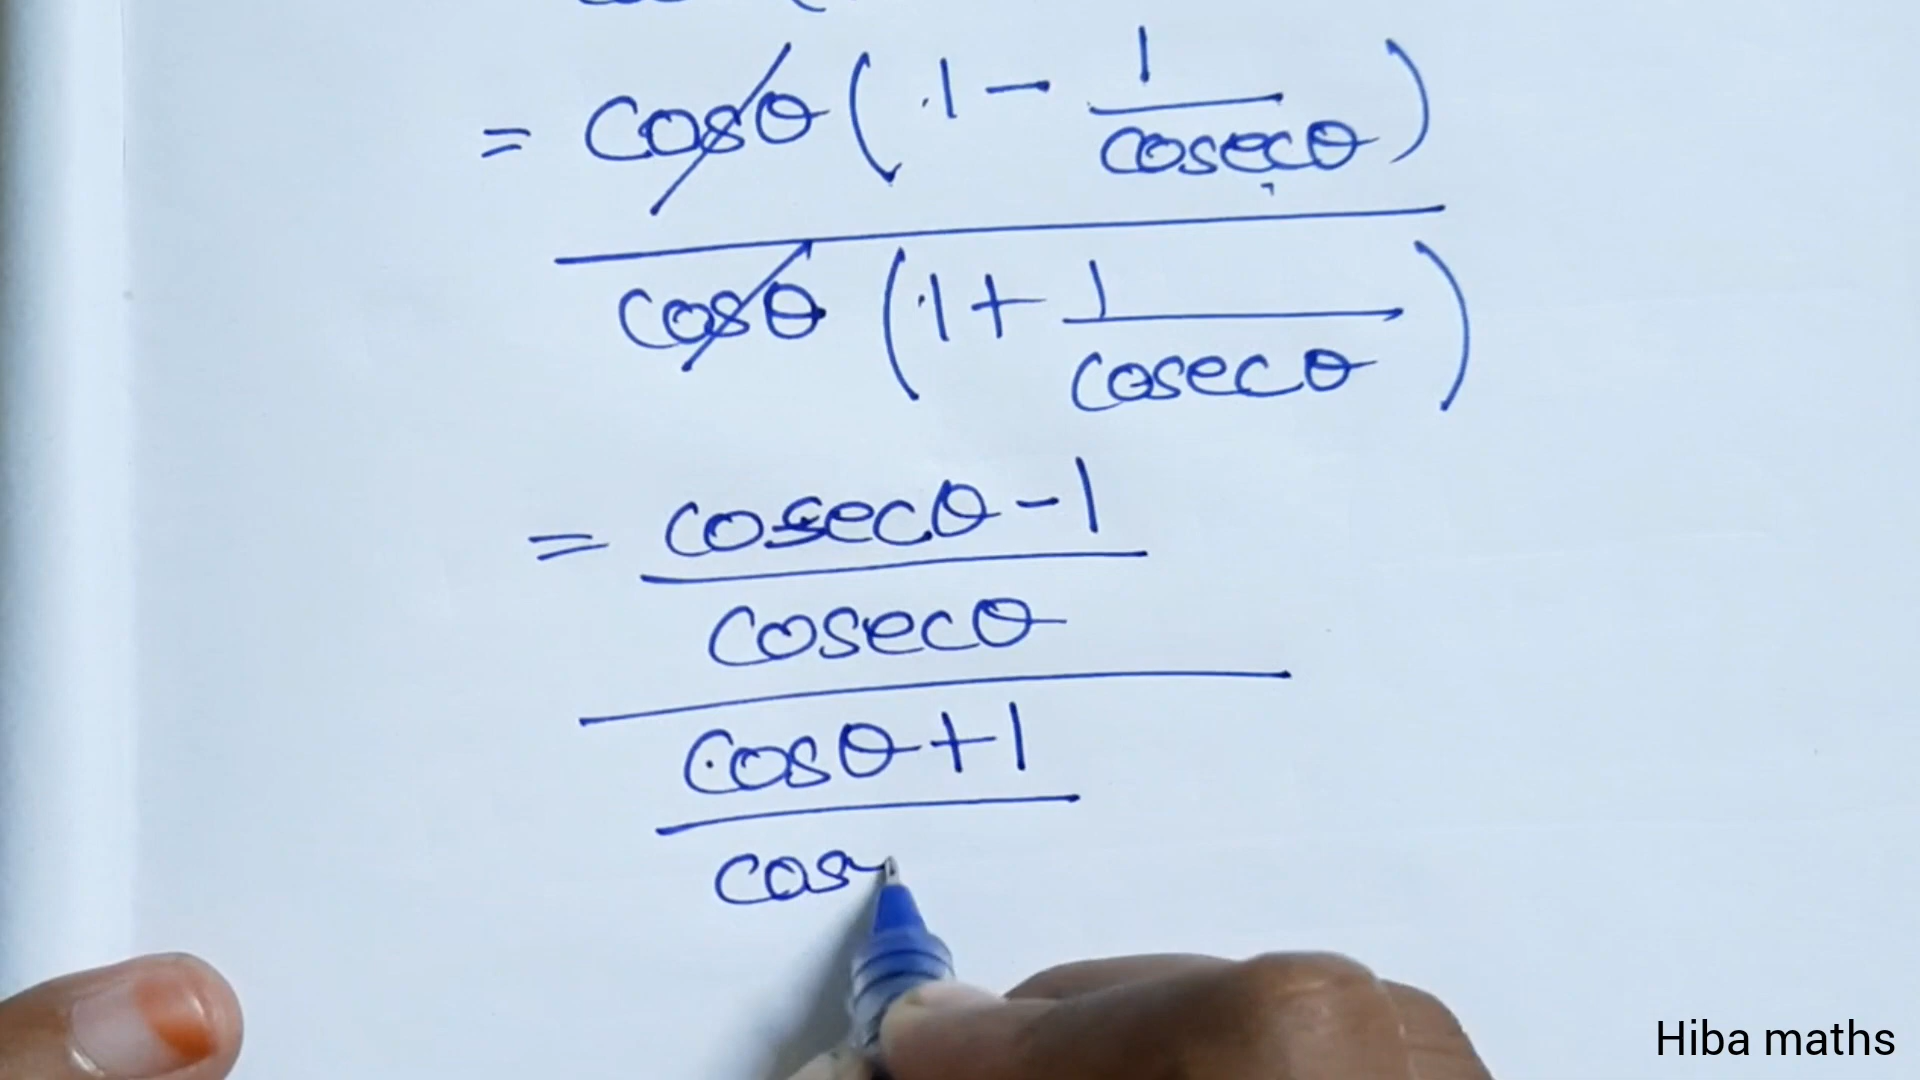 = cosθ (1 - 1
cosecθ)
cosθ (1 + 1
cosecθ)
= cosecθ - 1
cosecθ
cosθ + 1
cos
Hiba maths